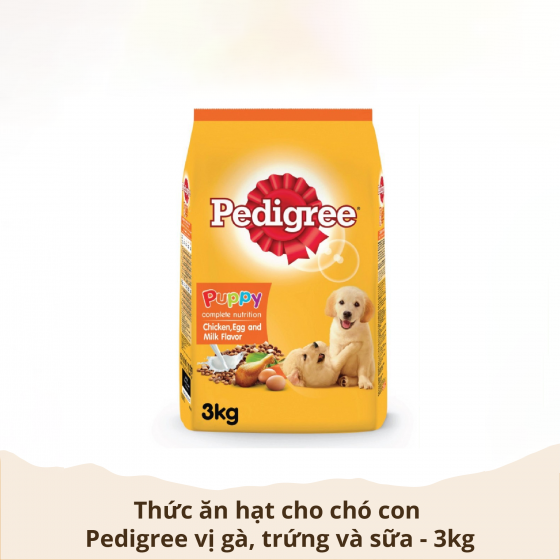 Pedigree
Puppy
complete nutrition
Chicken, Egg and
Milk Flavor
3kg
Thức ăn hạt cho chó con
Pedigree vị gà, trứng và sữa - 3kg